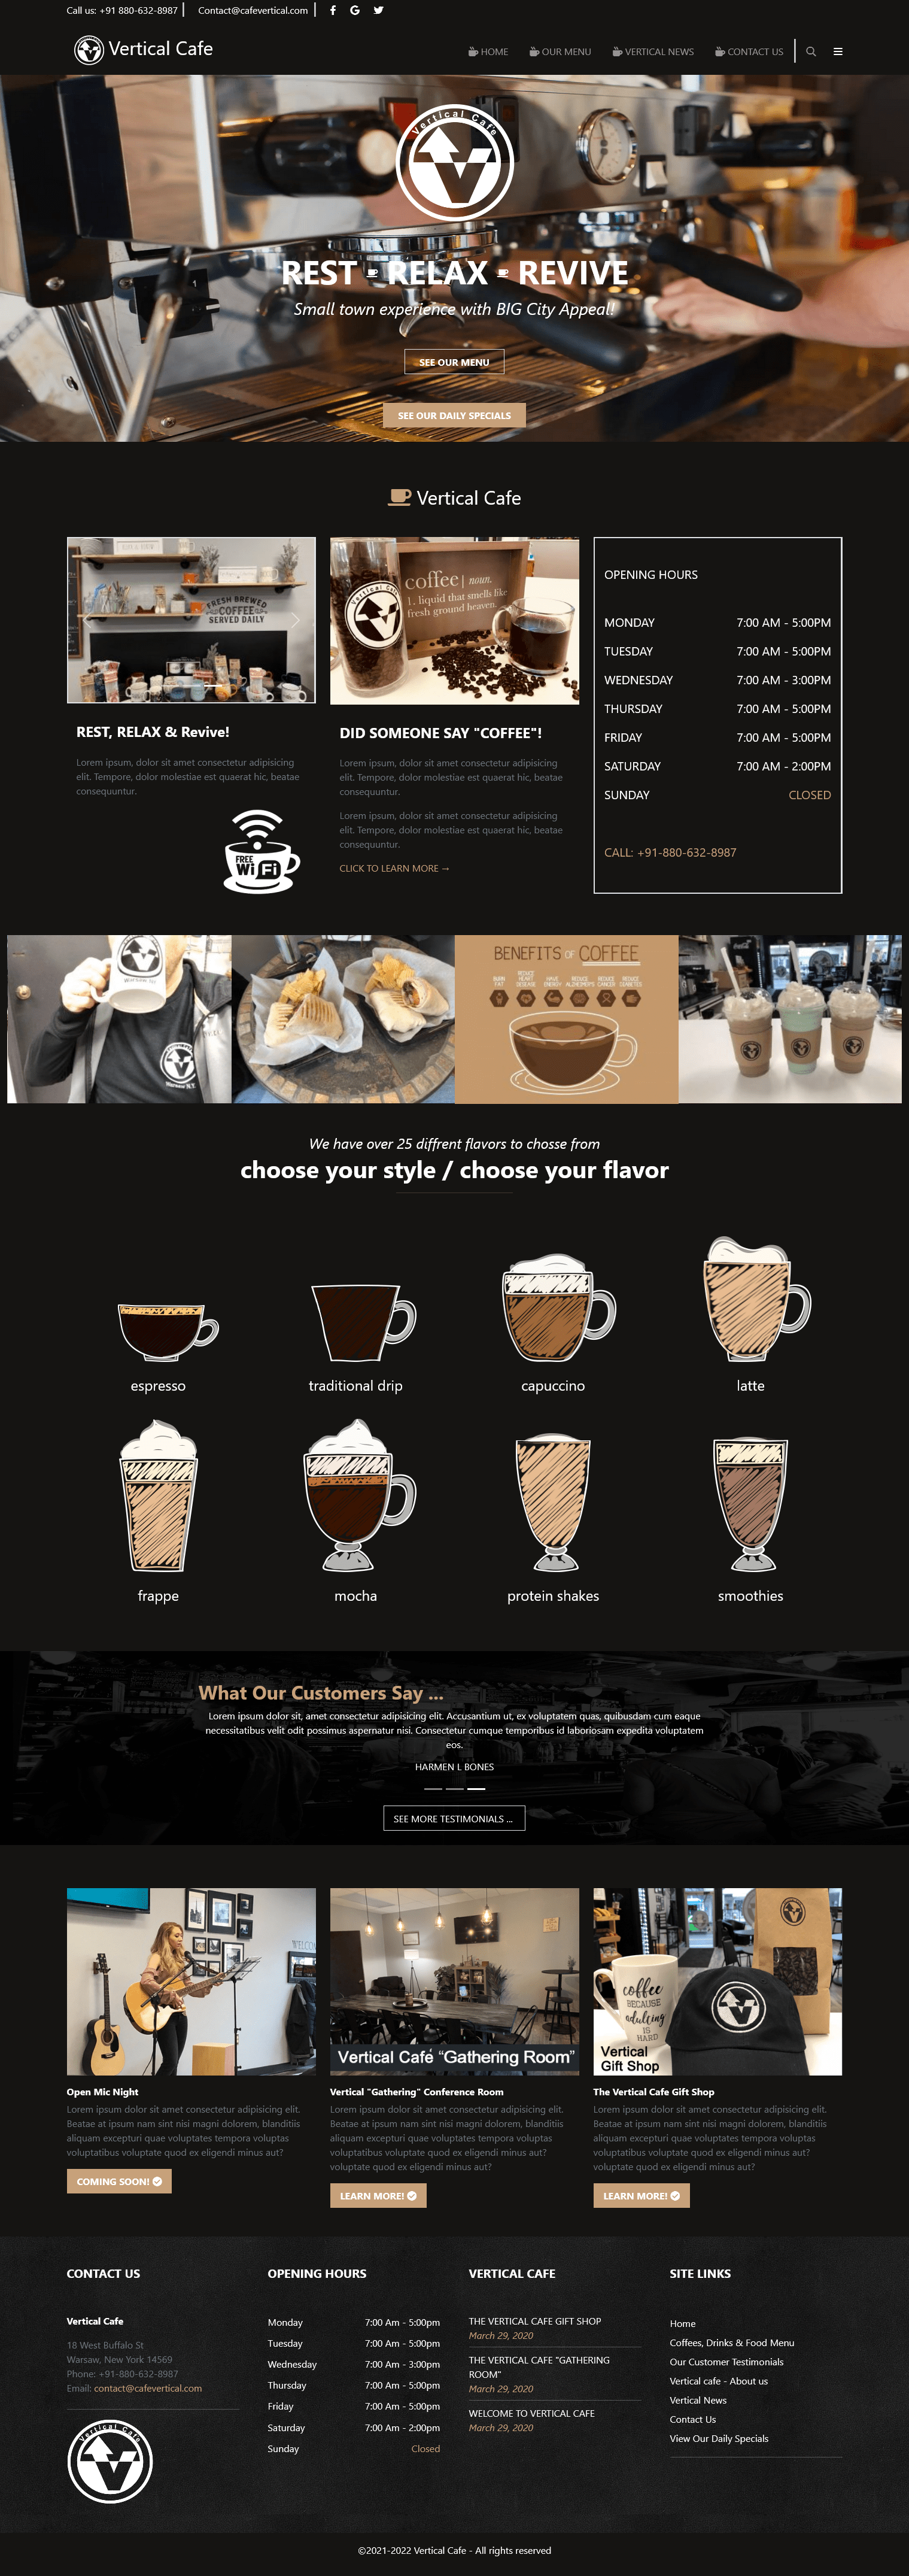 Call us: +91 880-632-8987
Contact@cafevertical.com
Vertical Cafe
HOME
OUR MENU
VERTICAL NEWS
CONTACT US
Vertical Cafe
REST RELAX REVIVE
Small town experience with BIG City Appeal!
SEE OUR MENU
SEE OUR DAILY SPECIALS
Vertical Cafe
FRESH BREWED
COFFEE
SERVED DAILY
REST, RELAX & Revive!
Lorem ipsum, dolor sit amet consectetur adipisicing
elit. Tempore, dolor molestiae est quaerat hic, beatae
consequuntur.
FREE
Wi Fi
Vertical Cafe
coffee | noun.
1. liquid that smells like
fresh ground heaven.
DID SOMEONE SAY "COFFEE"!
Lorem ipsum, dolor sit amet consectetur adipisicing
elit. Tempore, dolor molestiae est quaerat hic, beatae
consequuntur.
Lorem ipsum, dolor sit amet consectetur adipisicing
elit. Tempore, dolor molestiae est quaerat hic, beatae
consequuntur.
CLICK TO LEARN MORE →
OPENING HOURS
MONDAY 7:00 AM - 5:00PM
TUESDAY 7:00 AM - 5:00PM
WEDNESDAY 7:00 AM - 3:00PM
THURSDAY 7:00 AM - 5:00PM
FRIDAY 7:00 AM - 5:00PM
SATURDAY 7:00 AM - 2:00PM
SUNDAY CLOSED
CALL: +91-880-632-8987
Warsaw N.Y.
BENEFITS OF COFFEE
BURN FAT
REDUCE HEART DISEASE
HAVE ENERGY
REDUCE ALZHEIMERS
REDUCE CANCER
REDUCE DIABETES
We have over 25 diffrent flavors to chosse from
choose your style / choose your flavor
espresso
traditional drip
capuccino
latte
frappe
mocha
protein shakes
smoothies
What Our Customers Say ...
Lorem ipsum dolor sit, amet consectetur adipisicing elit. Accusantium ut, ex voluptatem quas, quibusdam cum eaque
necessitatibus velit odit possimus aspernatur nisi. Consectetur cumque temporibus id laboriosam expedita voluptatem
eos.
HARMEN L BONES
SEE MORE TESTIMONIALS ...
Open Mic Night
Lorem ipsum dolor sit amet consectetur adipisicing elit.
Beatae at ipsum nam sint nisi magni dolorem, blanditiis
aliquam excepturi quae voluptates tempora voluptas
voluptatibus voluptate quod ex eligendi minus aut?
COMING SOON!
Vertical Café "Gathering Room"
Vertical "Gathering" Conference Room
Lorem ipsum dolor sit amet consectetur adipisicing elit.
Beatae at ipsum nam sint nisi magni dolorem, blanditiis
aliquam excepturi quae voluptates tempora voluptas
voluptatibus voluptate quod ex eligendi minus aut?
voluptate quod ex eligendi minus aut?
LEARN MORE!
coffee
BECAUSE
adulting
IS HARD
Vertical
Gift Shop
The Vertical Cafe Gift Shop
Lorem ipsum dolor sit amet consectetur adipisicing elit.
Beatae at ipsum nam sint nisi magni dolorem, blanditiis
aliquam excepturi quae voluptates tempora voluptas
voluptatibus voluptate quod ex eligendi minus aut?
voluptate quod ex eligendi minus aut?
LEARN MORE!
CONTACT US
Vertical Cafe
18 West Buffalo St
Warsaw, New York 14569
Phone: +91-880-632-8987
Email: contact@cafevertical.com
Vertical Cafe
OPENING HOURS
Monday 7:00 Am - 5:00pm
Tuesday 7:00 Am - 5:00pm
Wednesday 7:00 Am - 3:00pm
Thursday 7:00 Am - 5:00pm
Friday 7:00 Am - 5:00pm
Saturday 7:00 Am - 2:00pm
Sunday Closed
VERTICAL CAFE
THE VERTICAL CAFE GIFT SHOP
March 29, 2020
THE VERTICAL CAFE "GATHERING
ROOM"
March 29, 2020
WELCOME TO VERTICAL CAFE
March 29, 2020
SITE LINKS
Home
Coffees, Drinks & Food Menu
Our Customer Testimonials
Vertical cafe - About us
Vertical News
Contact Us
View Our Daily Specials
©2021-2022 Vertical Cafe - All rights reserved